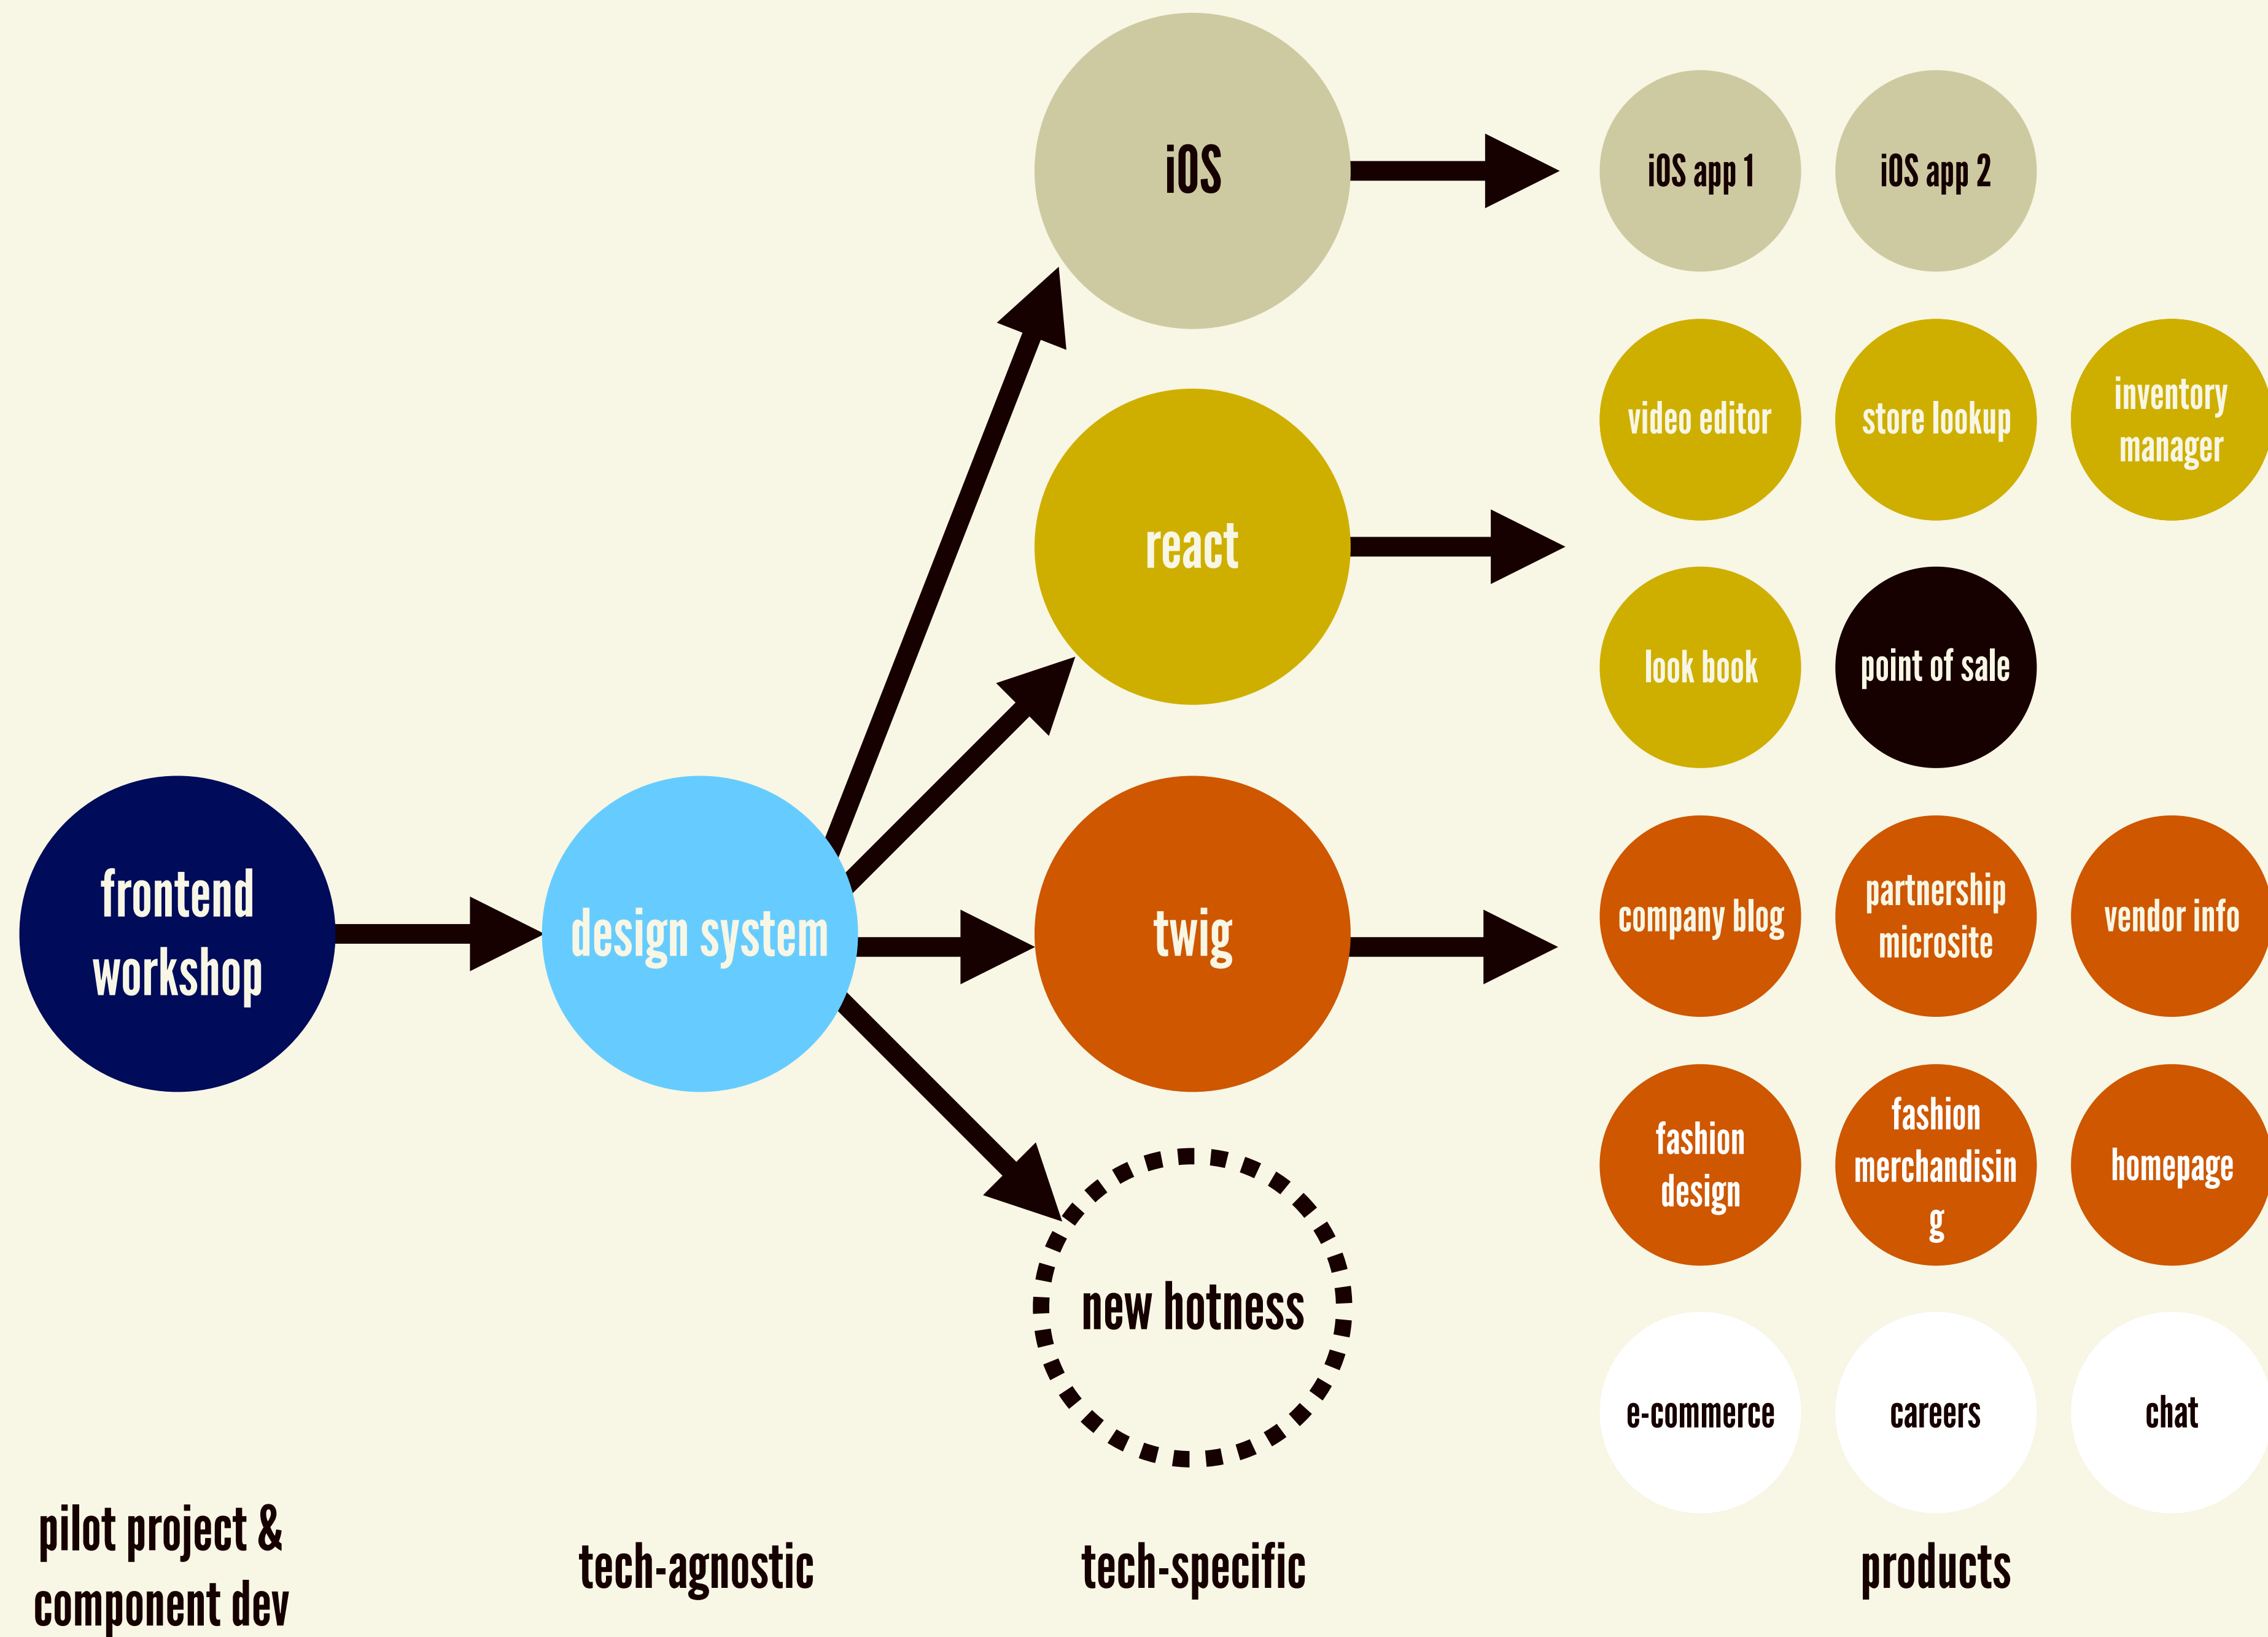 iOS
iOS app 1
iOS app 2
video editor
store lookup
inventory
manager
react
look book
point of sale
frontend
workshop
design system
twig
company blog
partnership
microsite
vendor info
fashion
design
fashion
merchandisin
g
homepage
new hotness
e-commerce
careers
chat
pilot project &
component dev
tech-agnostic
tech-specific
products